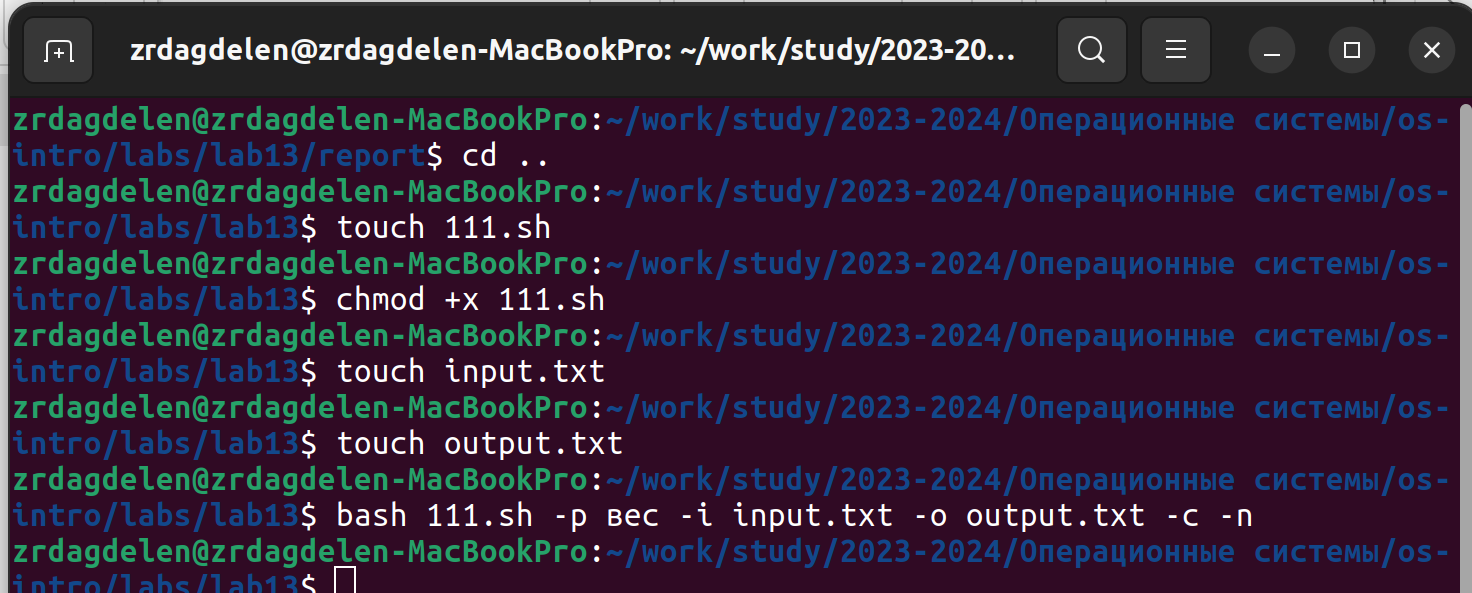 zrdagdelen@zrdagdelen-MacBookPro: ~/work/study/2023-20...
zrdagdelen@zrdagdelen-MacBookPro:~/work/study/2023-2024/Операционные системы/os-
intro/labs/lab13/report$ cd ..
zrdagdelen@zrdagdelen-MacBookPro:~/work/study/2023-2024/Операционные системы/os-
intro/labs/lab13$ touch 111.sh
zrdagdelen@zrdagdelen-MacBookPro:~/work/study/2023-2024/Операционные системы/os-
intro/labs/lab13$ chmod +x 111.sh
zrdagdelen@zrdagdelen-MacBookPro:~/work/study/2023-2024/Операционные системы/os-
intro/labs/lab13$ touch input.txt
zrdagdelen@zrdagdelen-MacBookPro:~/work/study/2023-2024/Операционные системы/os-
intro/labs/lab13$ touch output.txt
zrdagdelen@zrdagdelen-MacBookPro:~/work/study/2023-2024/Операционные системы/os-
intro/labs/lab13$ bash 111.sh -p вес -i input.txt -o output.txt -c -n
zrdagdelen@zrdagdelen-MacBookPro:~/work/study/2023-2024/Операционные системы/os-
intro/labs/lab13$